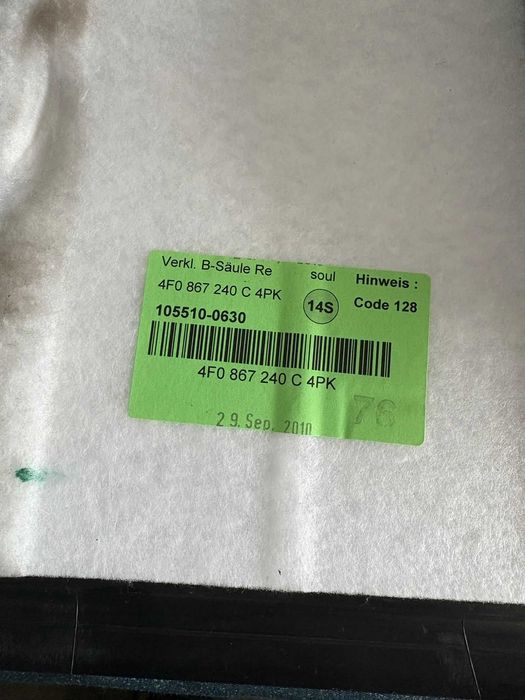 Verkl. B-Säule Re
soul
Hinweis :
4F0 867 240 C 4PK
14S
Code 128
105510-0630
4F0 867 240 C 4PK
29. Sep. 2010